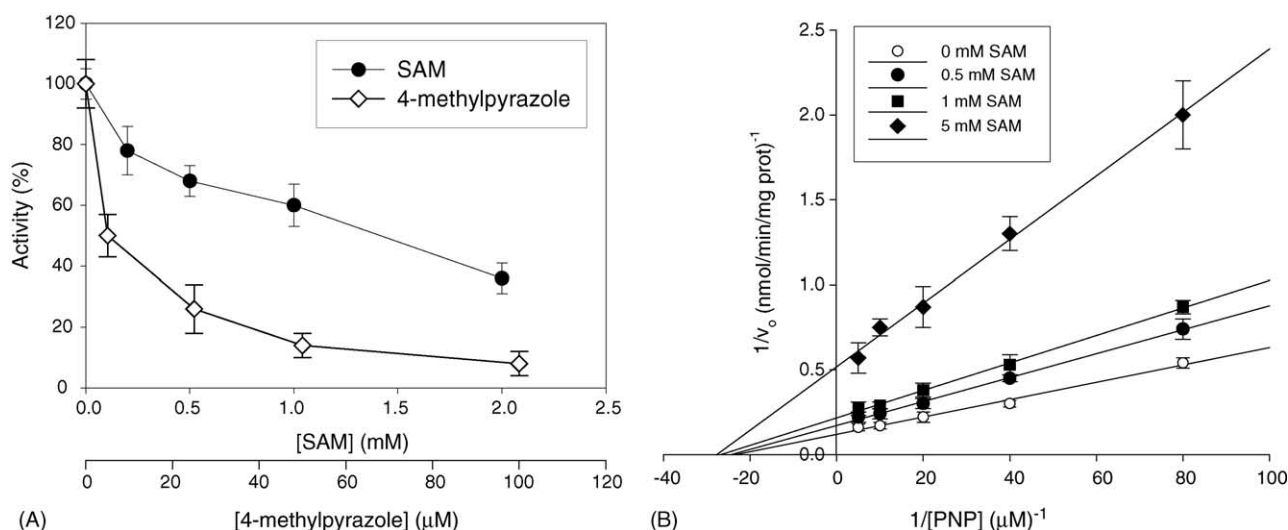 120
100
80
60
40
20
0
Activity (%)
SAM
4-methylpyrazole
0.0 0.5 1.0 1.5 2.0 2.5
[SAM] (mM)
0 20 40 60 80 100 120
[4-methylpyrazole] (μM)
(A)
2.5
2.0
1.5
1.0
0.5
0.0
1/vo (nmol/min/mg prot)-1
0 mM SAM
0.5 mM SAM
1 mM SAM
5 mM SAM
-40 -20 0 20 40 60 80 100
1/[PNP] (μM)-1
(B)